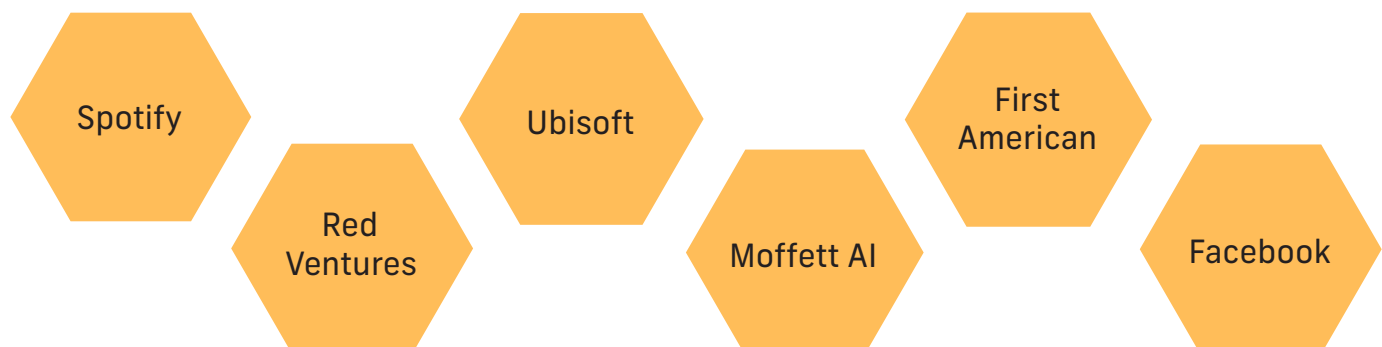 Spotify
Red
Ventures
Ubisoft
Moffett AI
First
American
Facebook